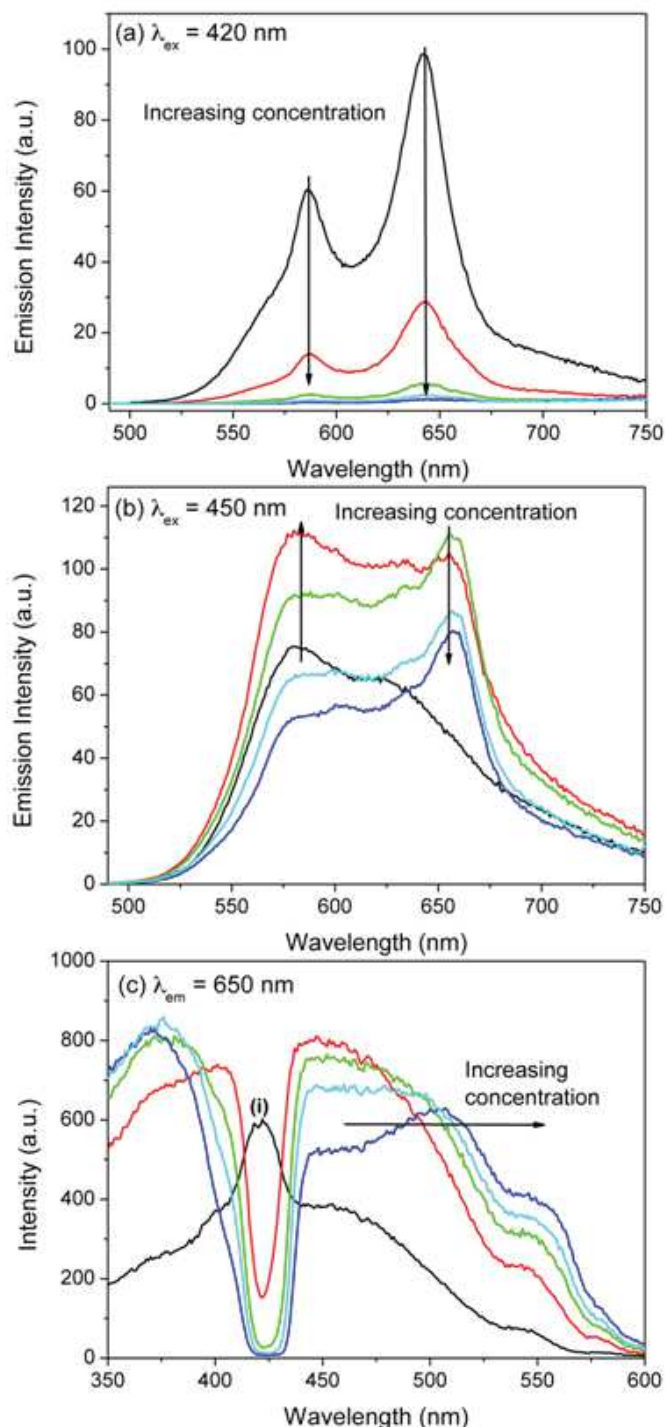 (a) λex = 420 nm
Increasing concentration
Emission Intensity (a.u.)
100
80
60
40
20
0
500 550 600 650 700 750
Wavelength (nm)
(b) λex = 450 nm
Increasing concentration
Emission Intensity (a.u.)
120
100
80
60
40
20
0
500 550 600 650 700 750
Wavelength (nm)
(c) λem = 650 nm
(i)
Increasing
concentration
Intensity (a.u.)
1000
800
600
400
200
0
350 400 450 500 550 600
Wavelength (nm)